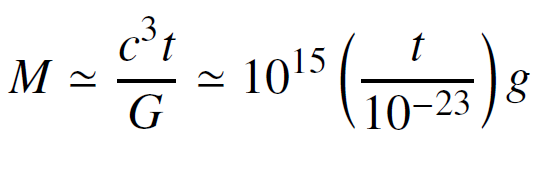 M ≃ c³t / G ≃ 10¹⁵ (t / 10⁻²³) g